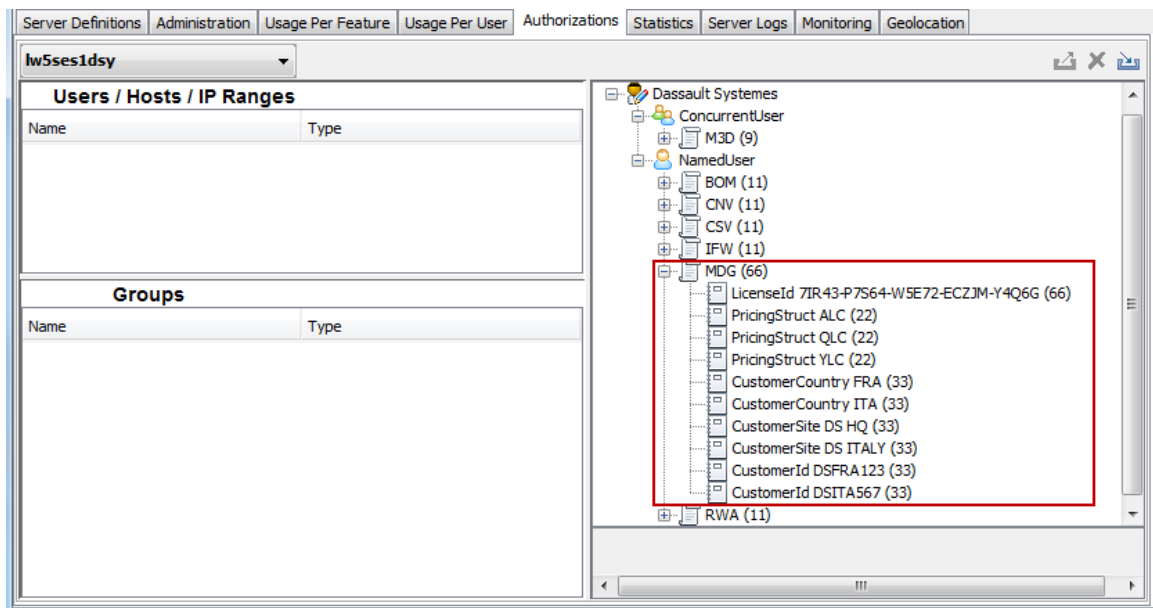 Server Definitions Administration Usage Per Feature Usage Per User Authorizations Statistics Server Logs Monitoring Geolocation
lw5ses1dsy
Users / Hosts / IP Ranges
Name Type
Groups
Name Type
Dassault Systemes
ConcurrentUser
M3D (9)
NamedUser
BOM (11)
CNV (11)
CSV (11)
IFW (11)
MDG (66)
LicenseId 7IR43-P7S64-W5E72-ECZJM-Y4Q6G (66)
PricingStruct ALC (22)
PricingStruct QLC (22)
PricingStruct YLC (22)
CustomerCountry FRA (33)
CustomerCountry ITA (33)
CustomerSite DS HQ (33)
CustomerSite DS ITALY (33)
CustomerId DSFRA123 (33)
CustomerId DSITA567 (33)
RWA (11)